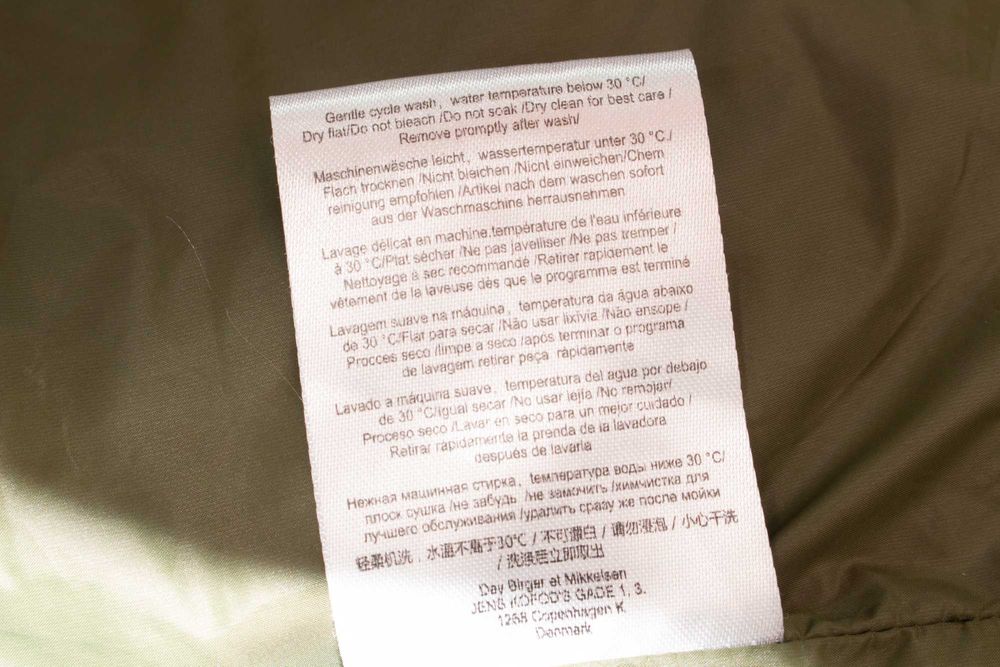 Gentle cycle wash, water temperature below 30 °C/
Dry flat/Do not bleach /Do not soak /Dry clean for best care /
Remove promptly after wash/
Maschinenwäsche leicht, wassertemperatur unter 30 °C./
Flach trocknen /Nicht bleichen /Nicht einweichen/Chem
reinigung empfohlen /Artikel nach dem waschen sofort
aus der Waschmaschine herrausnehmen
Lavage délicat en machine,température de l'eau inférieure
à 30 °C/Plat sécher /Ne pas javelliser /Ne pas tremper /
Nettoyage à sec recommandé /Retirer rapidement le
vêtement de la laveuse dès que le programme est terminé
Lavagem suave na máquina, temperatura da água abaixo
de 30 °C/Flat para secar /Não usar lixívia /Não ensope /
Procces seco /limpe a seco /após terminar o programa
de lavagem retirar peça rápidamente
Lavado a máquina suave, temperatura del agua por debajo
de 30 °C/igual secar /No usar lejía /No remojar/
Proceso seco /Lavar en seco para un mejor cuidado /
Retirar rápidamente la prenda de la lavadora
después de lavarla
Нежная машинная стирка, температура воды ниже 30 °C/
плоск сушка /не забудь /не замочить /химчистка для
лучшего обслуживания /удалить сразу же после мойки
轻柔机洗, 水温不高于30℃ / 不可漂白 / 请勿浸泡 / 小心干洗
/ 洗涤后立即取出
Day Birger et Mikkelsen
JENS KOFOD'S GADE 1, 3.
1268 Copenhagen K
Denmark